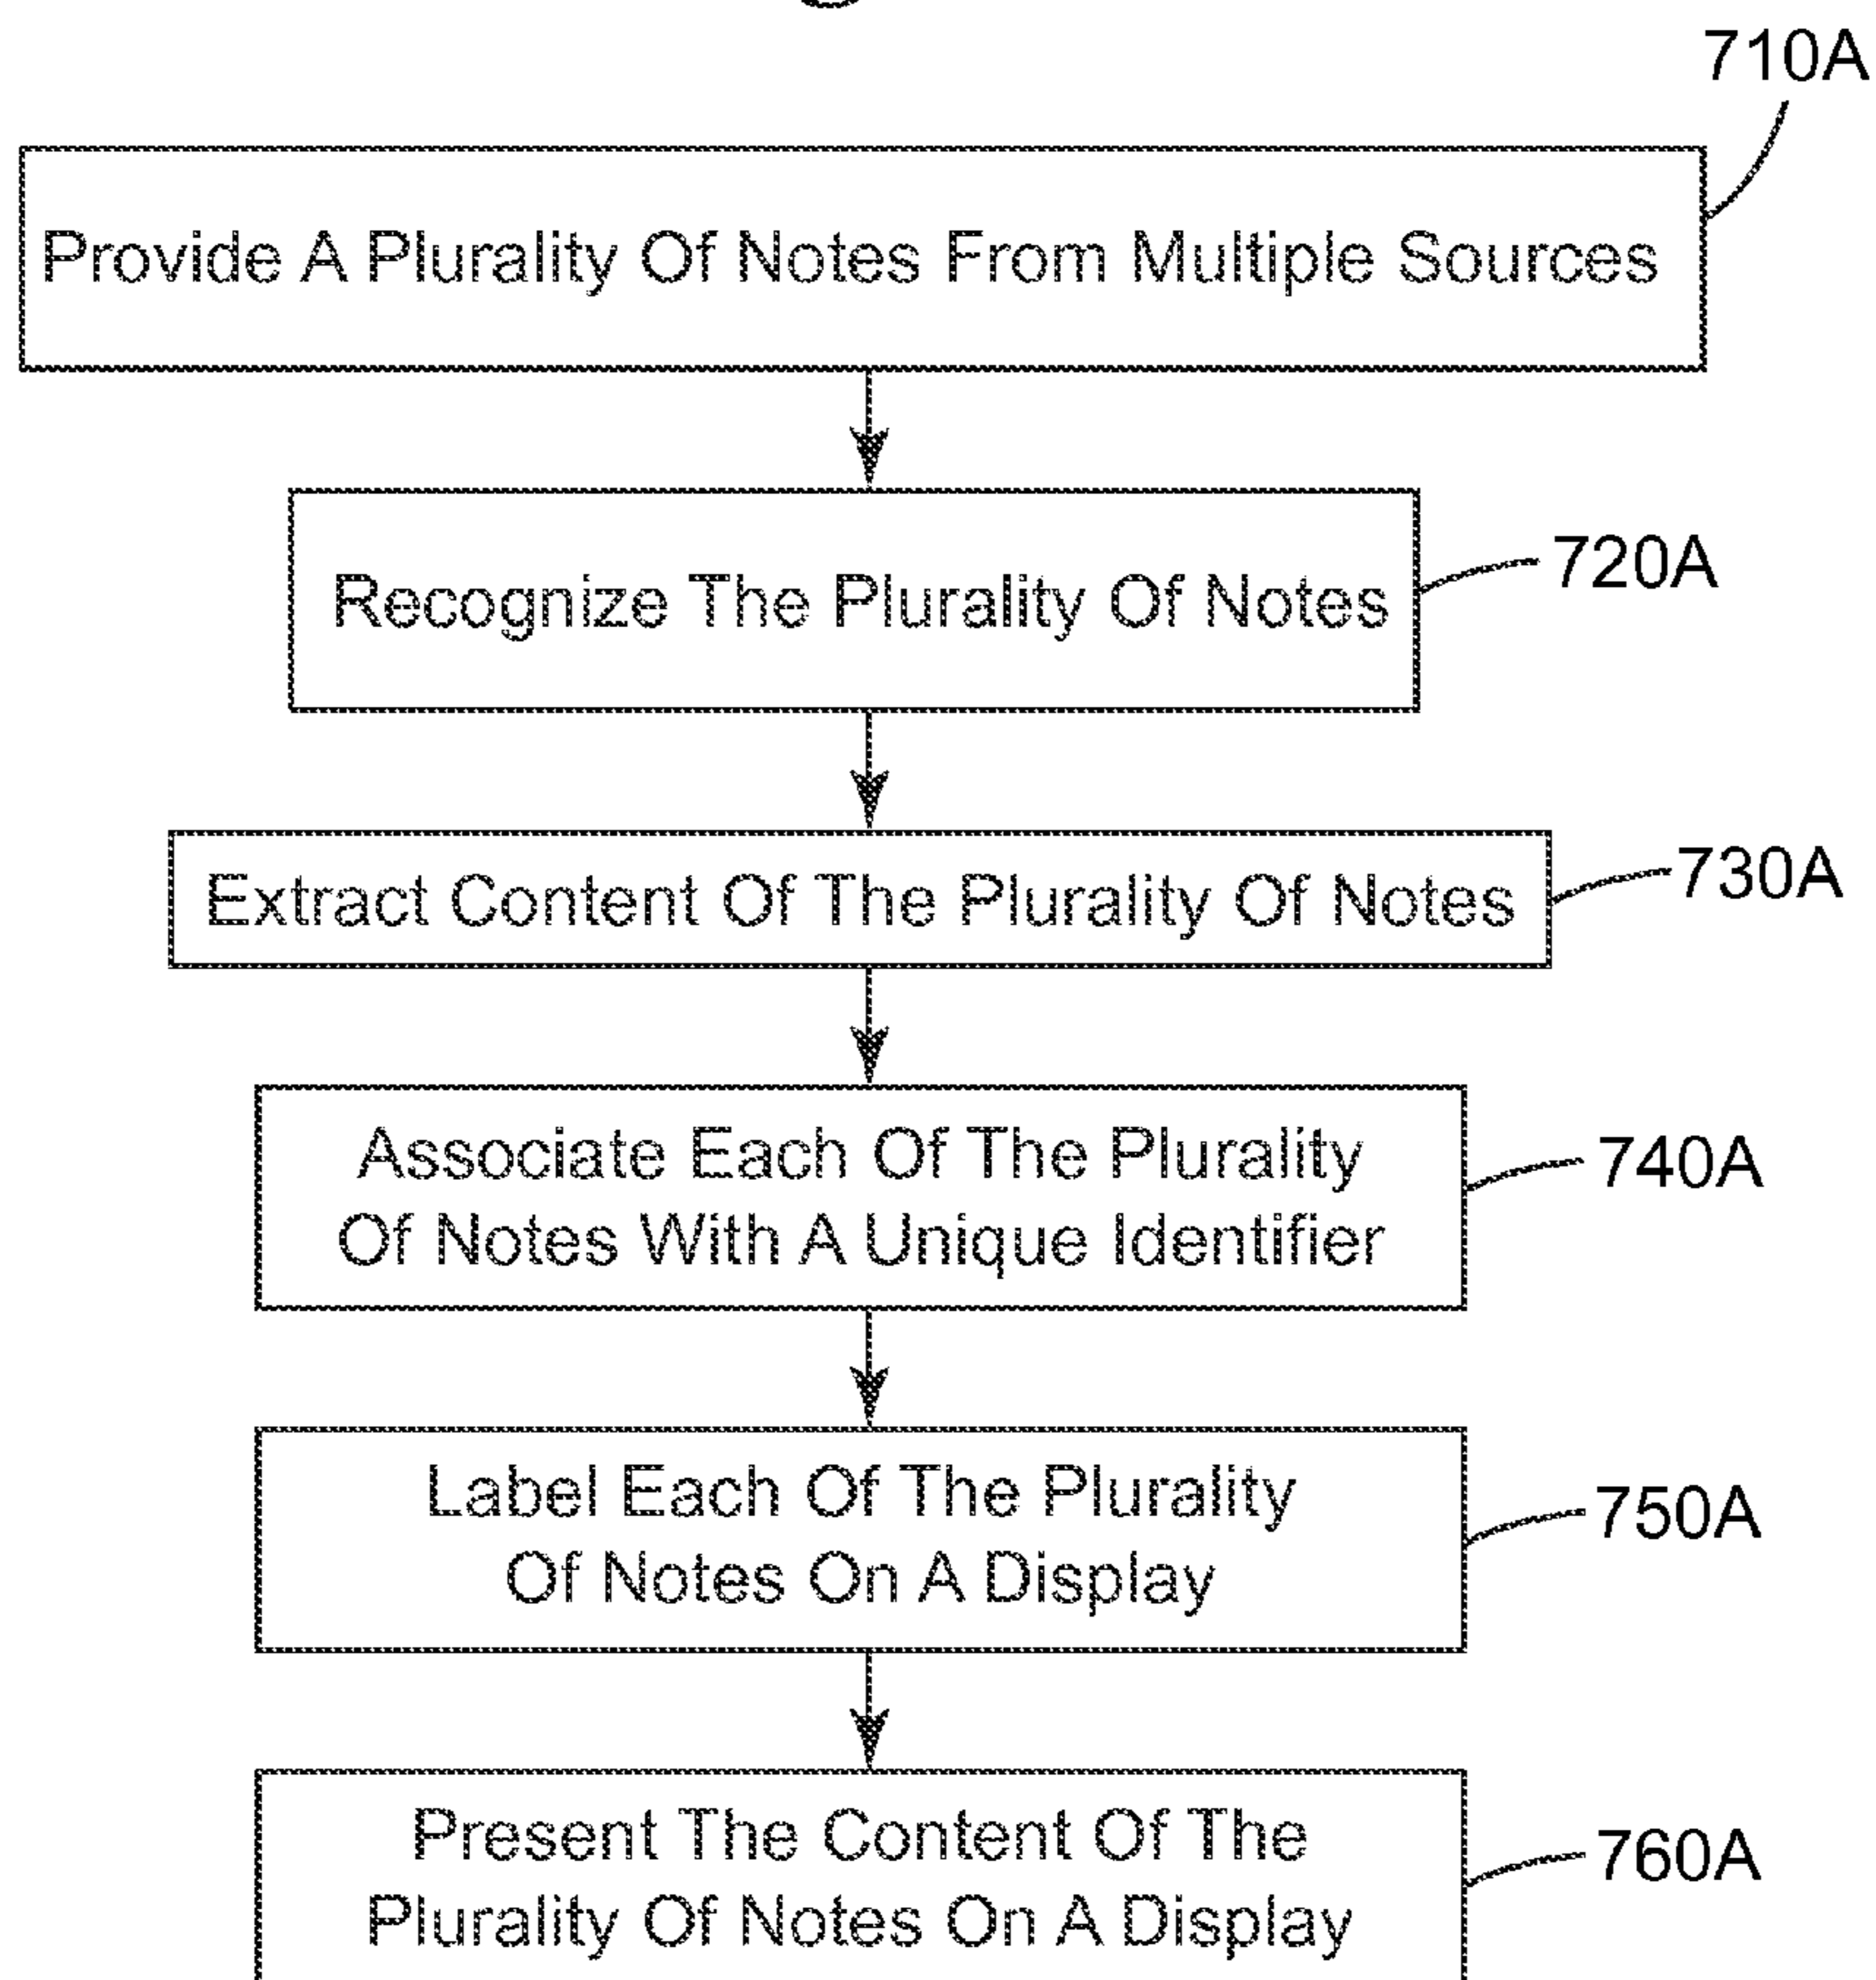 710A
Provide A Plurality Of Notes From Multiple Sources
Recognize The Plurality Of Notes
720A
Extract Content Of The Plurality Of Notes
730A
Associate Each Of The Plurality
Of Notes With A Unique Identifier
740A
Label Each Of The Plurality
Of Notes On A Display
750A
Present The Content Of The
Plurality Of Notes On A Display
760A